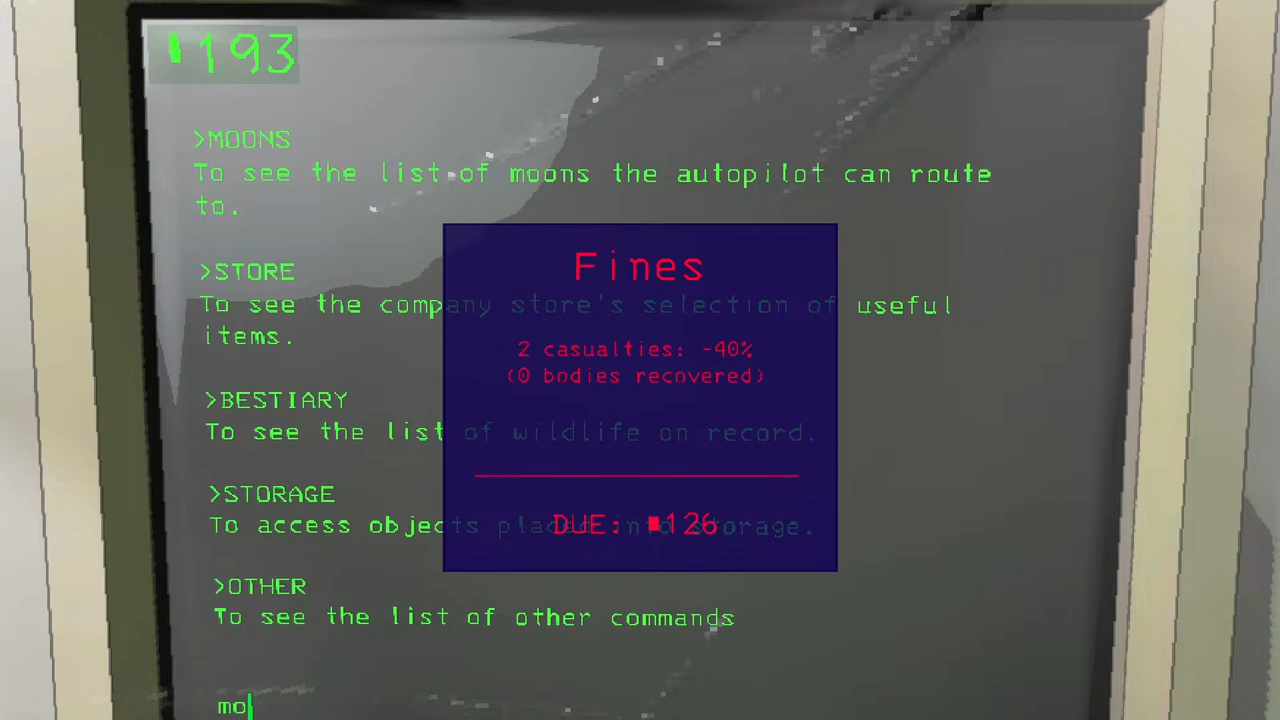 193
>MOONS
To see the list of moons the autopilot can route
to.
>STORE
To see the company store's selection of useful
items.
>BESTIARY
To see the list of wildlife on record.
>STORAGE
To access objects placed into storage.
>OTHER
To see the list of other commands
mo
Fines
2 casualties: -40%
(0 bodies recovered)
DUE: ■126